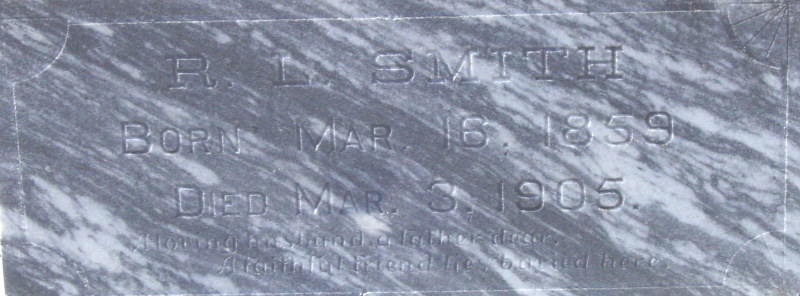 R. L. SMITH
BORN MAR. 16, 1859
DIED MAR. 3, 1905.
A loving husband, a father dear,
A faithful friend lies buried here.